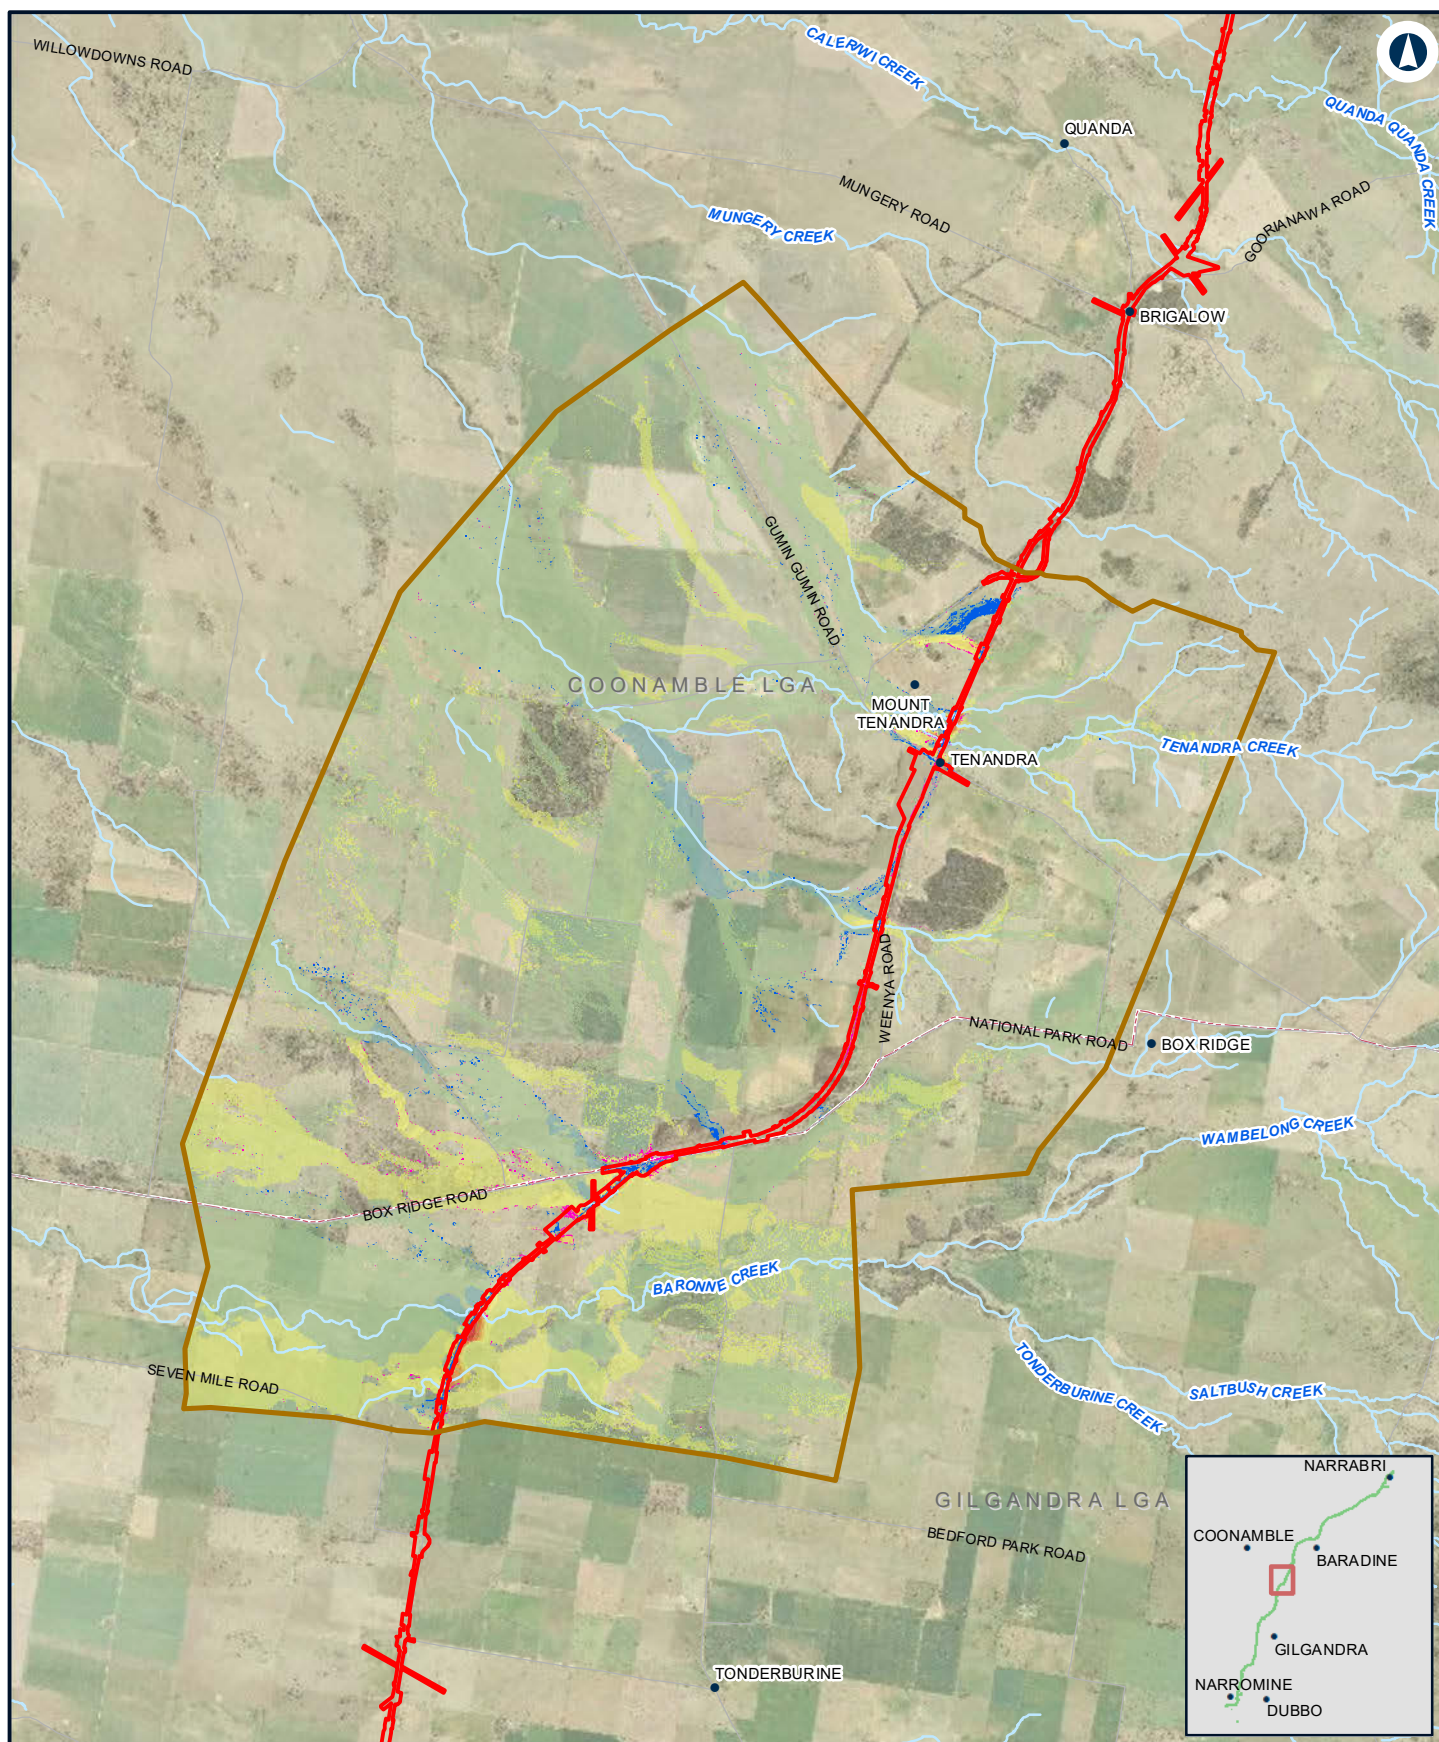 WILLOWDOWNS ROAD
CALERIWI CREEK
QUANDA
QUANDA QUANDA CREEK
MUNGERY ROAD
MUNGERY CREEK
GOORIANAWA ROAD
BRIGALOW
GUMIN GUMIN ROAD
COONAMBLE LGA
MOUNT
TENANDRA
TENANDRA CREEK
TENANDRA
WEENYA ROAD
NATIONAL PARK ROAD
BOX RIDGE
WAMBELONG CREEK
BOX RIDGE ROAD
BARONNE CREEK
SEVEN MILE ROAD
TONDERBURINE CREEK
SALTBUSH CREEK
GILGANDRA LGA
BEDFORD PARK ROAD
TONDERBURINE
NARRABRI
COONAMBLE
BARADINE
GILGANDRA
NARROMINE
DUBBO